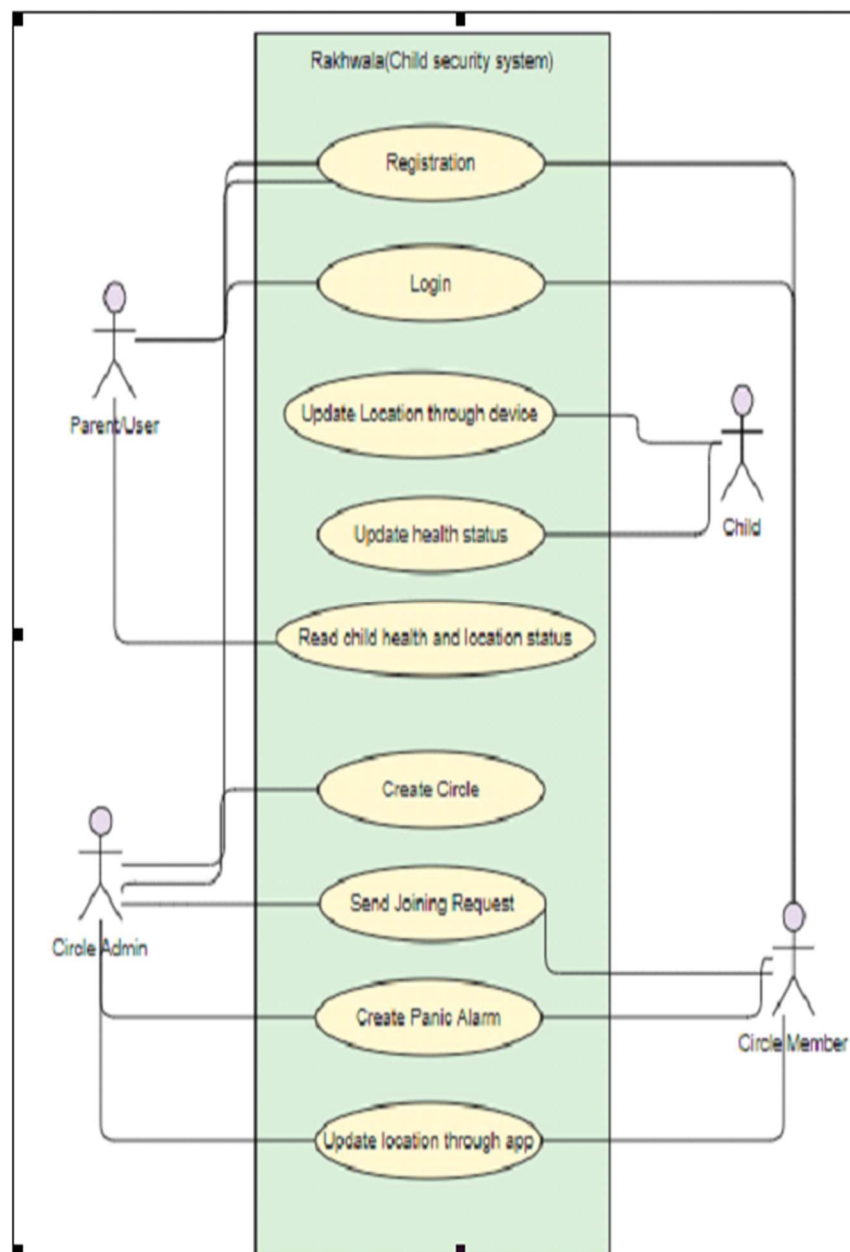 Rakhwala(Child security system)
Registration
Login
Parent/User
Update Location through device
Child
Update health status
Read child health and location status
Create Circle
Circle Admin
Send Joining Request
Create Panic Alarm
Circle Member
Update location through app